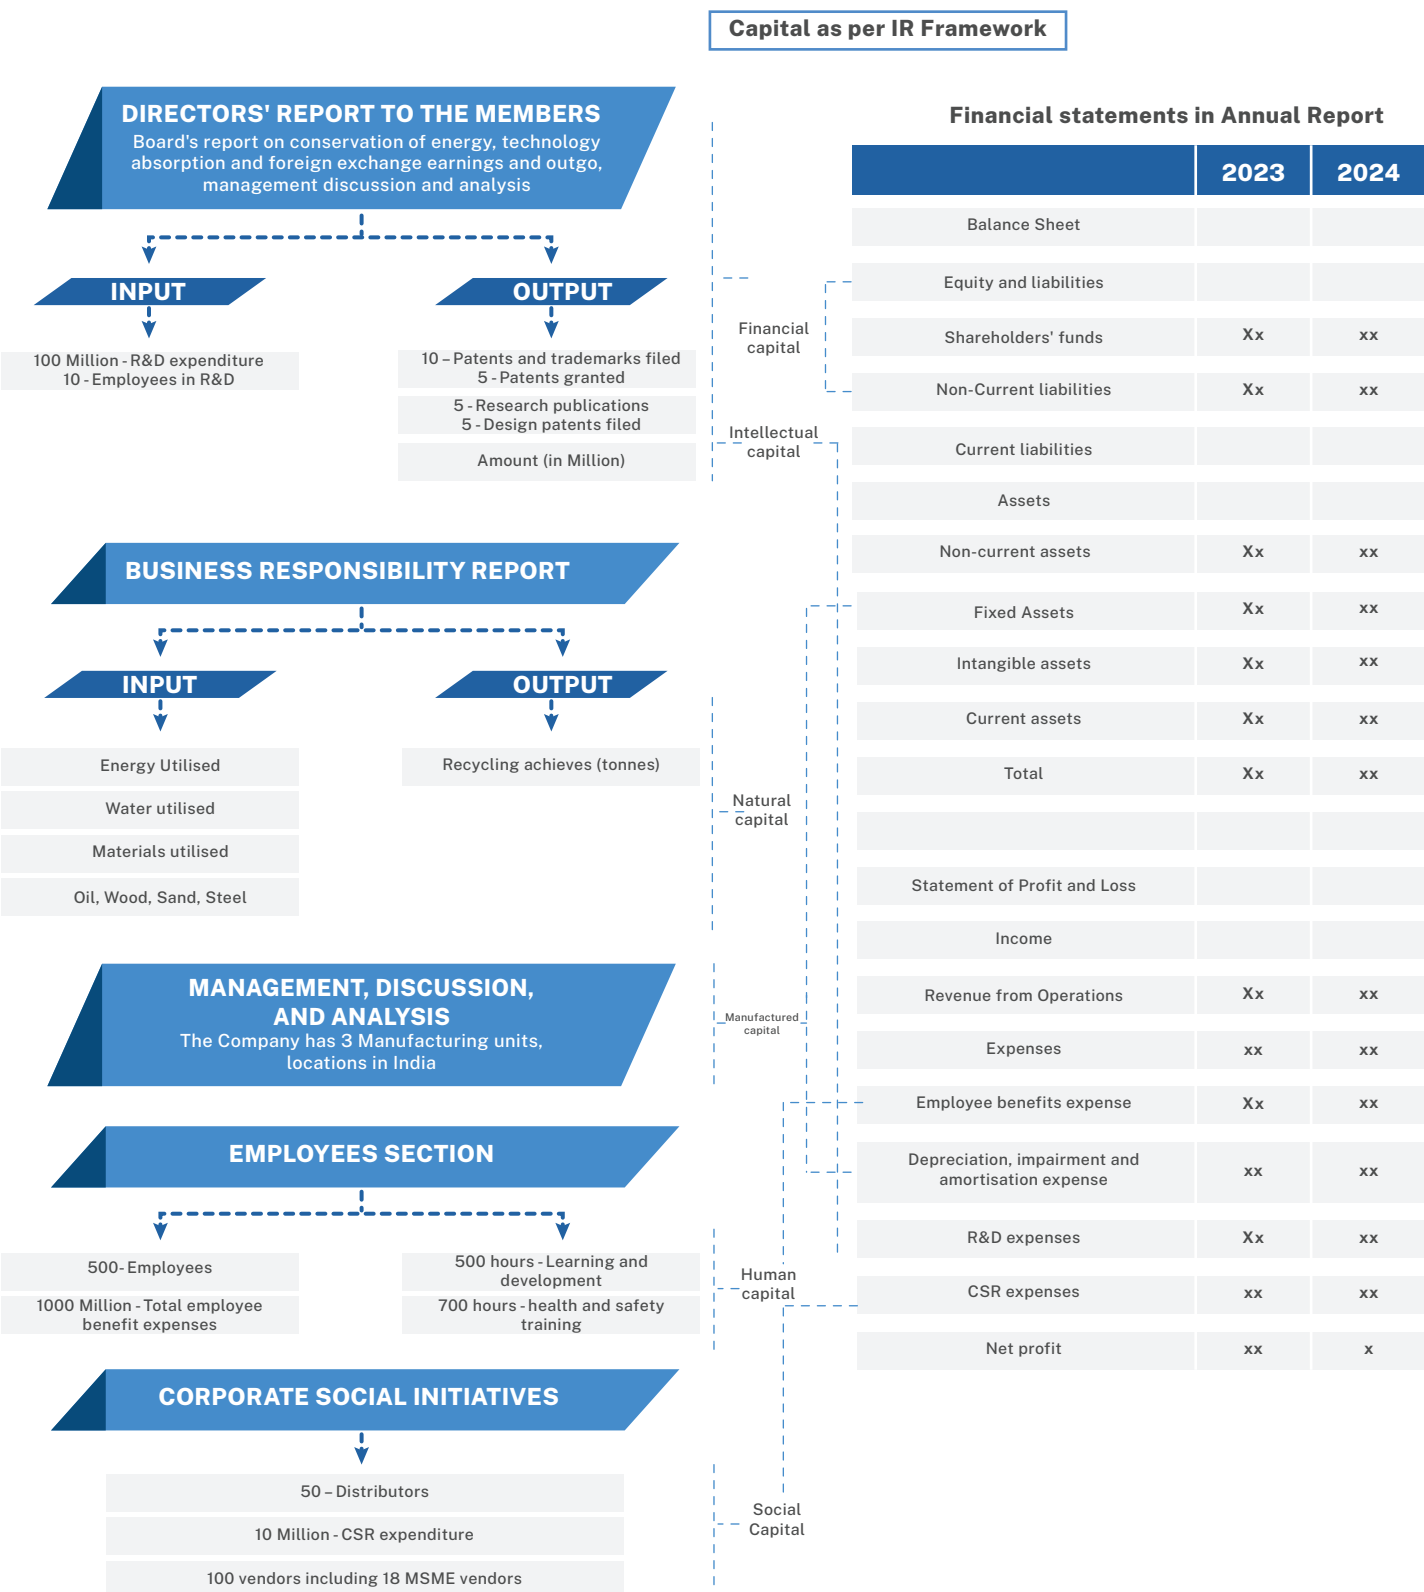 Capital as per IR Framework
DIRECTORS' REPORT TO THE MEMBERS
Board's report on conservation of energy, technology
absorption and foreign exchange earnings and outgo,
management discussion and analysis
INPUT
OUTPUT
100 Million - R&D expenditure
10 - Employees in R&D
10 – Patents and trademarks filed
5 - Patents granted
5 - Research publications
5 - Design patents filed
Amount (in Million)
BUSINESS RESPONSIBILITY REPORT
INPUT
OUTPUT
Energy Utilised
Water utilised
Materials utilised
Oil, Wood, Sand, Steel
Recycling achieves (tonnes)
MANAGEMENT, DISCUSSION,
AND ANALYSIS
The Company has 3 Manufacturing units,
locations in India
EMPLOYEES SECTION
500- Employees
1000 Million - Total employee
benefit expenses
500 hours - Learning and
development
700 hours - health and safety
training
CORPORATE SOCIAL INITIATIVES
50 – Distributors
10 Million - CSR expenditure
100 vendors including 18 MSME vendors
Financial
capital
Intellectual
capital
Natural
capital
Manufactured
capital
Human
capital
Social
Capital
Financial statements in Annual Report
2023 2024
Balance Sheet
Equity and liabilities
Shareholders' funds Xx xx
Non-Current liabilities Xx xx
Current liabilities
Assets
Non-current assets Xx xx
Fixed Assets Xx xx
Intangible assets Xx xx
Current assets Xx xx
Total Xx xx
Statement of Profit and Loss
Income
Revenue from Operations Xx xx
Expenses xx xx
Employee benefits expense Xx xx
Depreciation, impairment and
amortisation expense xx xx
R&D expenses Xx xx
CSR expenses xx xx
Net profit xx x